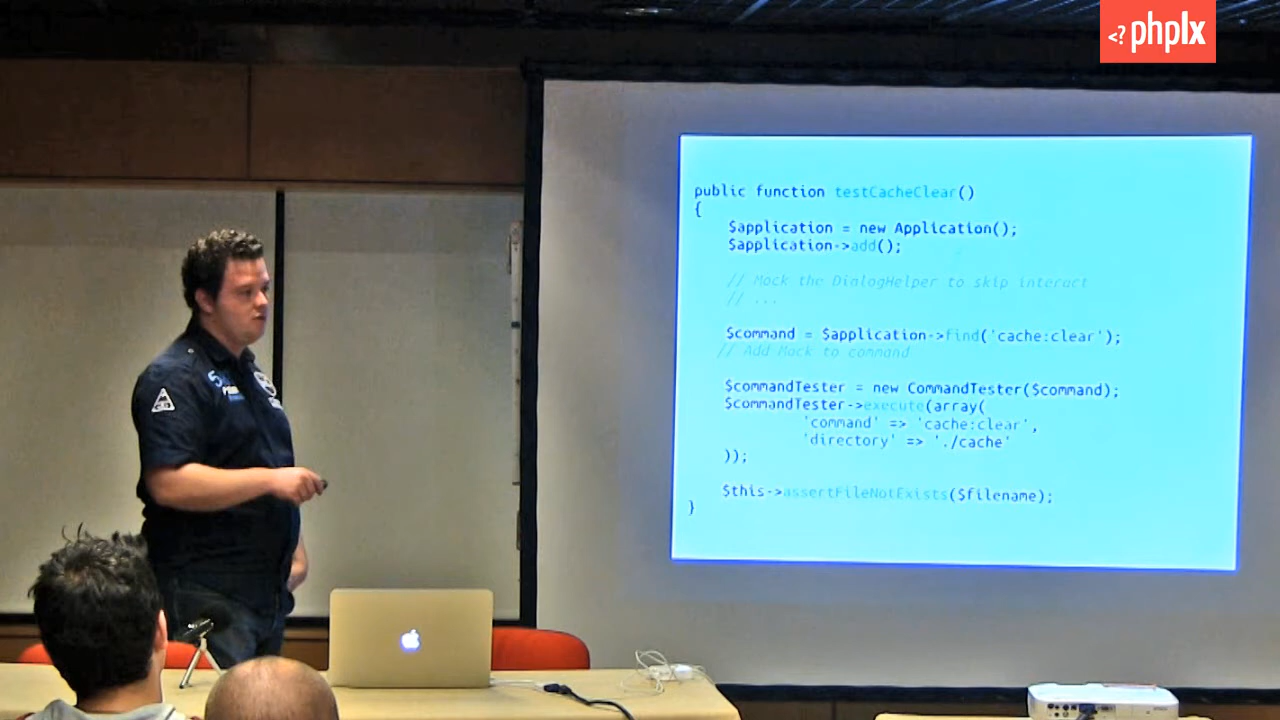 <? phplx
public function testCacheClear()
{
$application = new Application();
$application->add();
// Mock the DialogHelper to skip interact
// ...
$command = $application->find('cache:clear');
// Add Mock to command
$commandTester = new CommandTester($command);
$commandTester->execute(array(
'command' => 'cache:clear',
'directory' => './cache'
));
$this->assertFileNotExists($filename);
}